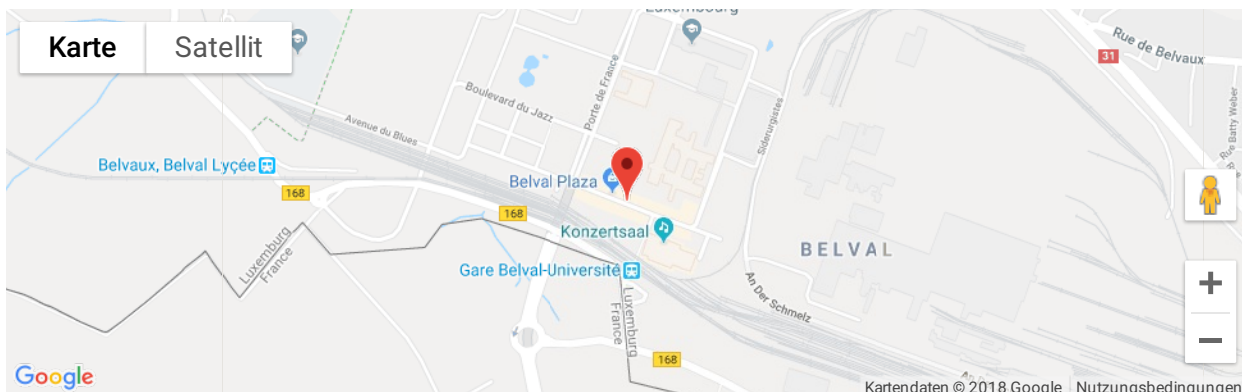 Karte
Satellit
Luxembourg
Rue de Belvaux
31
Boulevard du Jazz
Porte de France
Avenue du Blues
Siderurgistes
Rue Batty Weber
Belvaux, Belval Lyçée
168
Belval Plaza
168
Konzertsaal
BELVAL
Luxemburg
France
Gare Belval-Université
An Der Schmelz
Luxemburg
France
168
Google
Kartendaten © 2018 Google
Nutzungsbedingungen